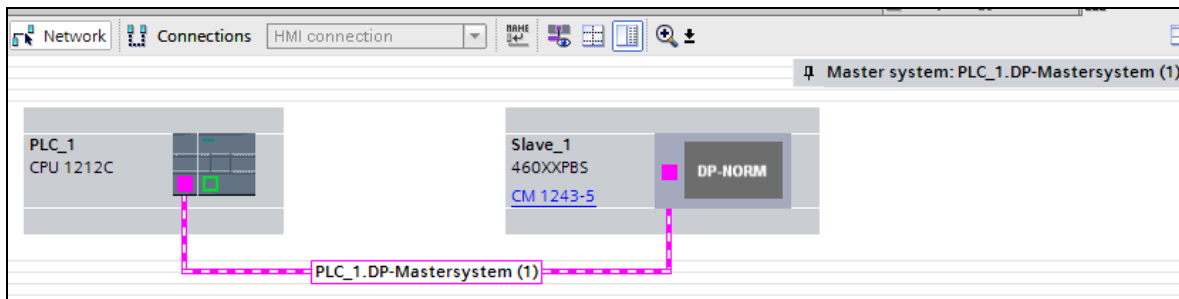 Network Connections HMI connection NAME
Master system: PLC_1.DP-Mastersystem (1)
PLC_1
CPU 1212C
Slave_1
460XXPBS
CM 1243-5
DP-NORM
PLC_1.DP-Mastersystem (1)